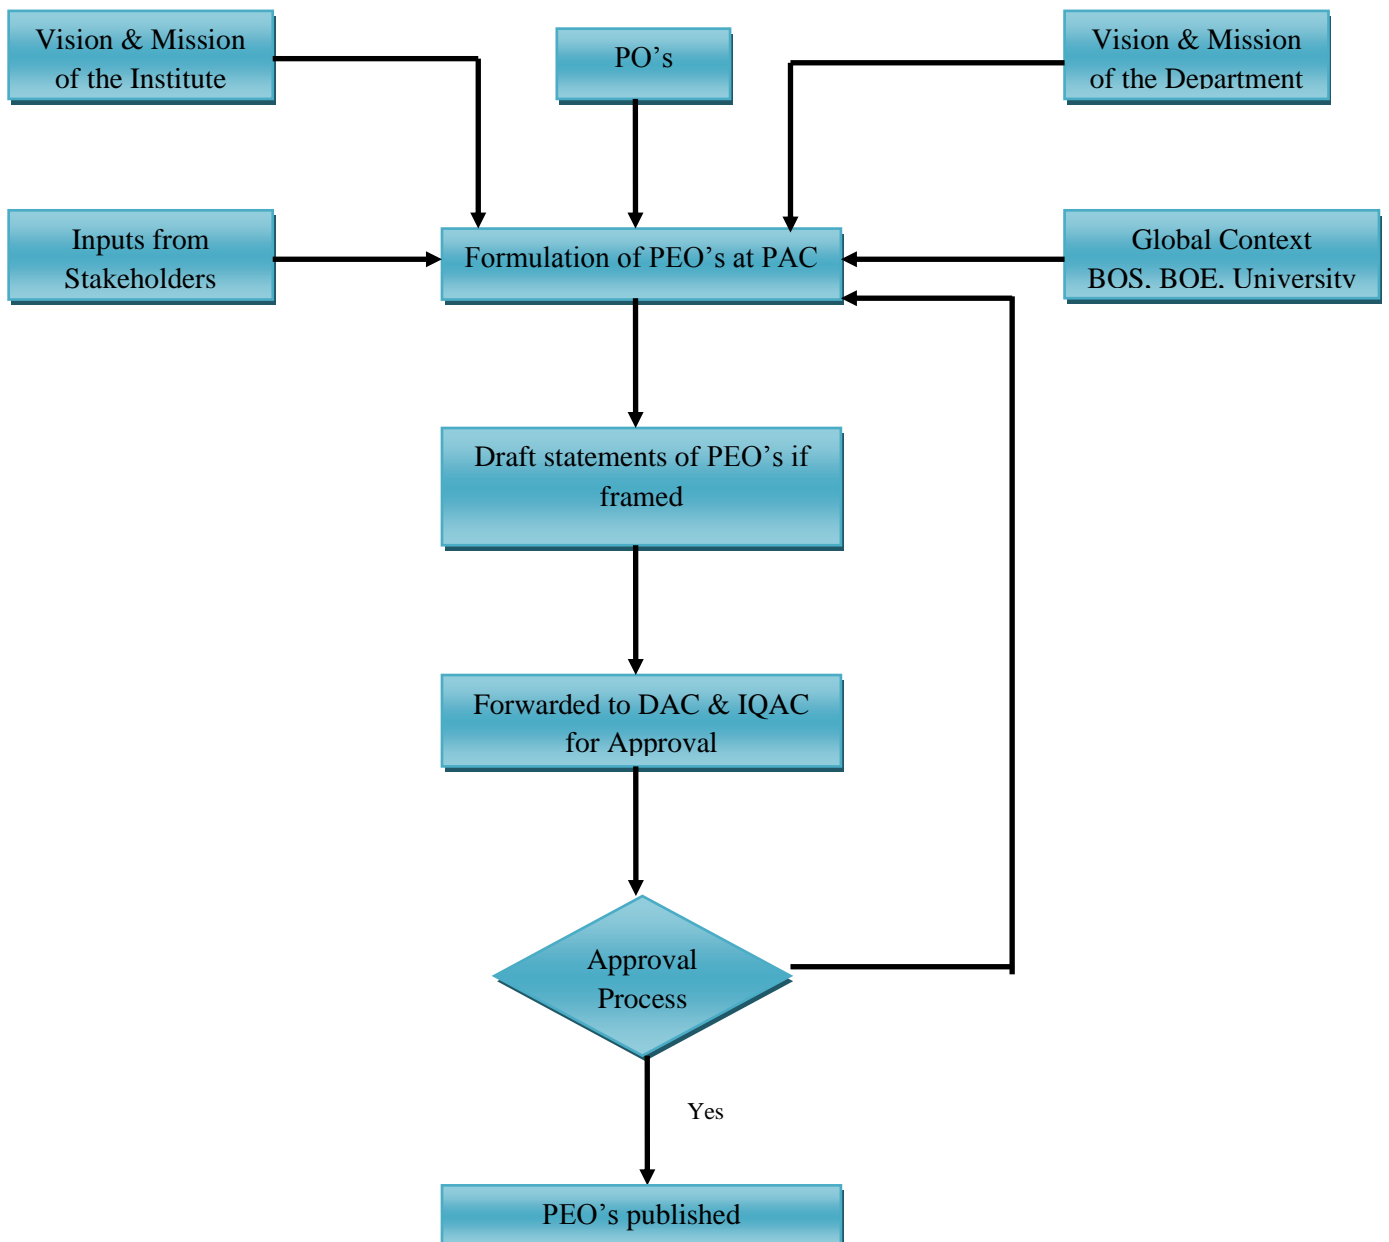 Vision & Mission
of the Institute
PO’s
Vision & Mission
of the Department
Inputs from
Stakeholders
Formulation of PEO’s at PAC
Global Context
BOS, BOE, University
Draft statements of PEO’s if
framed
Forwarded to DAC & IQAC
for Approval
Approval
Process
Yes
PEO’s published